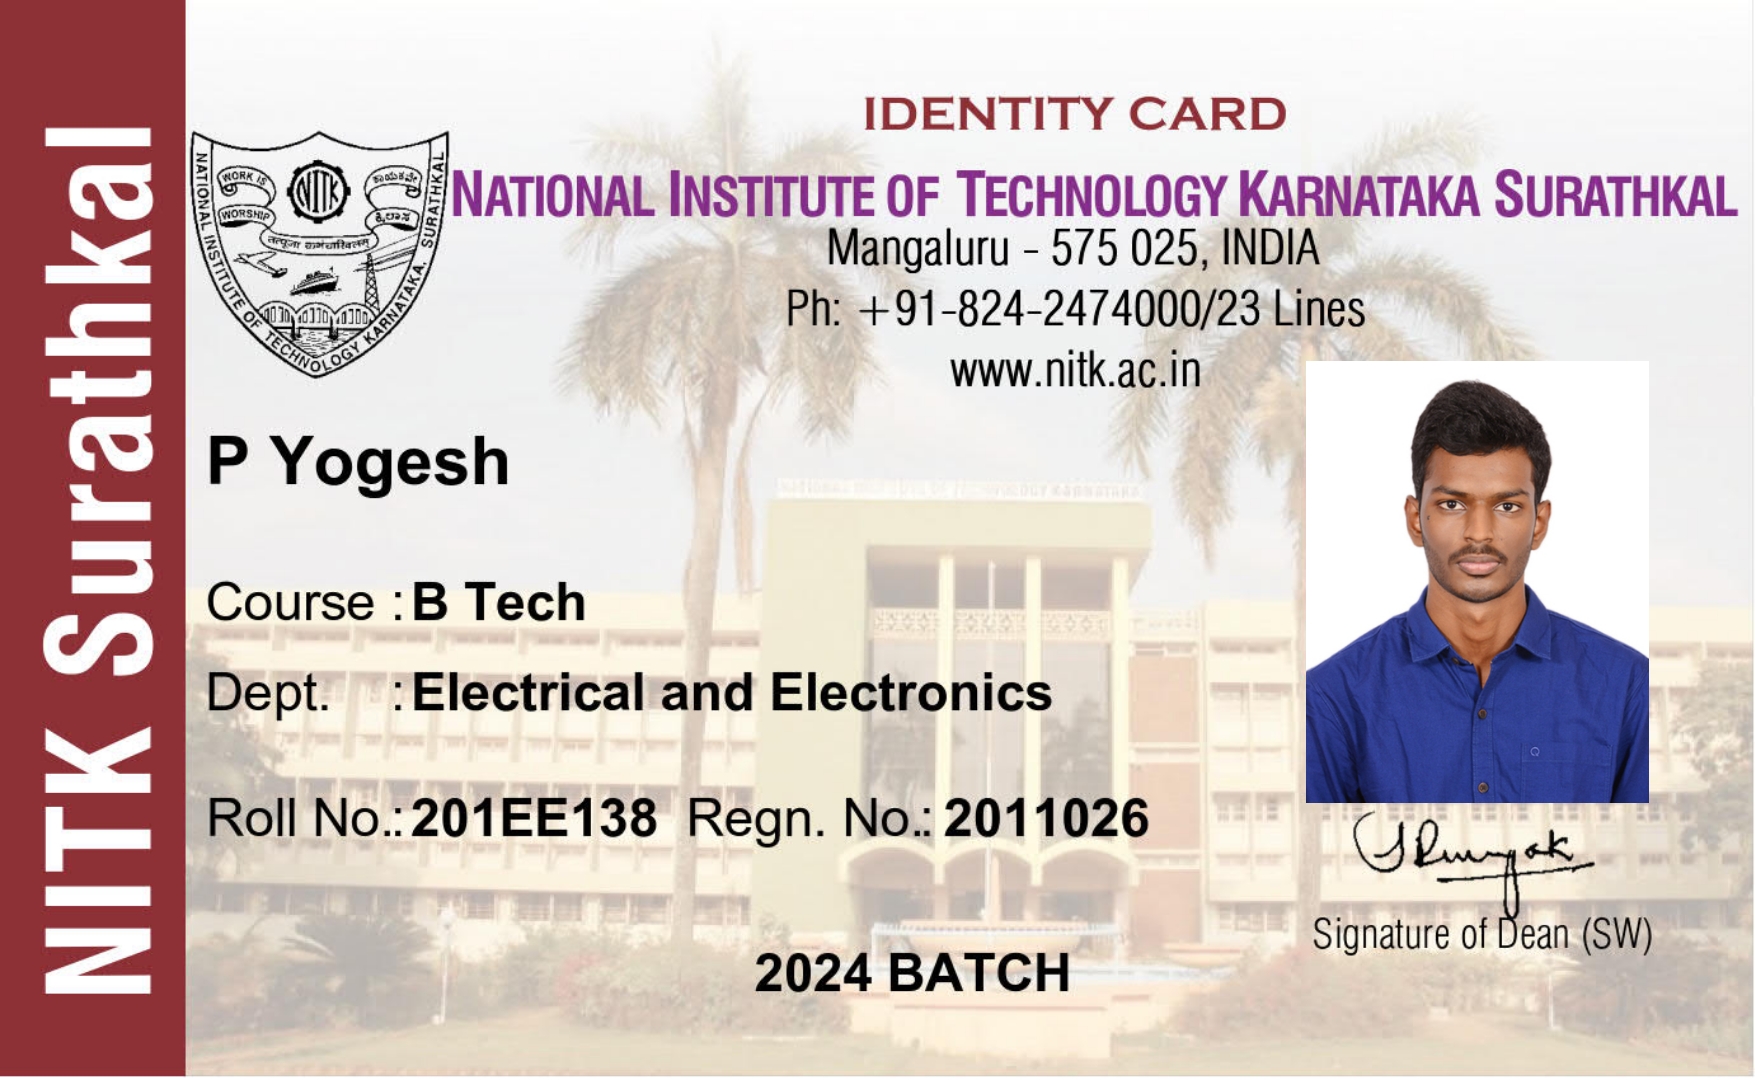 NITK Surathkal
IDENTITY CARD
NATIONAL INSTITUTE OF TECHNOLOGY KARNATAKA SURATHKAL
Mangaluru - 575 025, INDIA
Ph: +91-824-2474000/23 Lines
www.nitk.ac.in
NATIONAL INSTITUTE OF TECHNOLOGY KARNATAKA, SURATHKAL
WORK IS
WORSHIP
NITK
ಕಾಯಕವೇ
ಕೈಲಾಸ
P Yogesh
Course : B Tech
Dept. : Electrical and Electronics
Roll No.: 201EE138 Regn. No.: 2011026
Signature of Dean (SW)
2024 BATCH